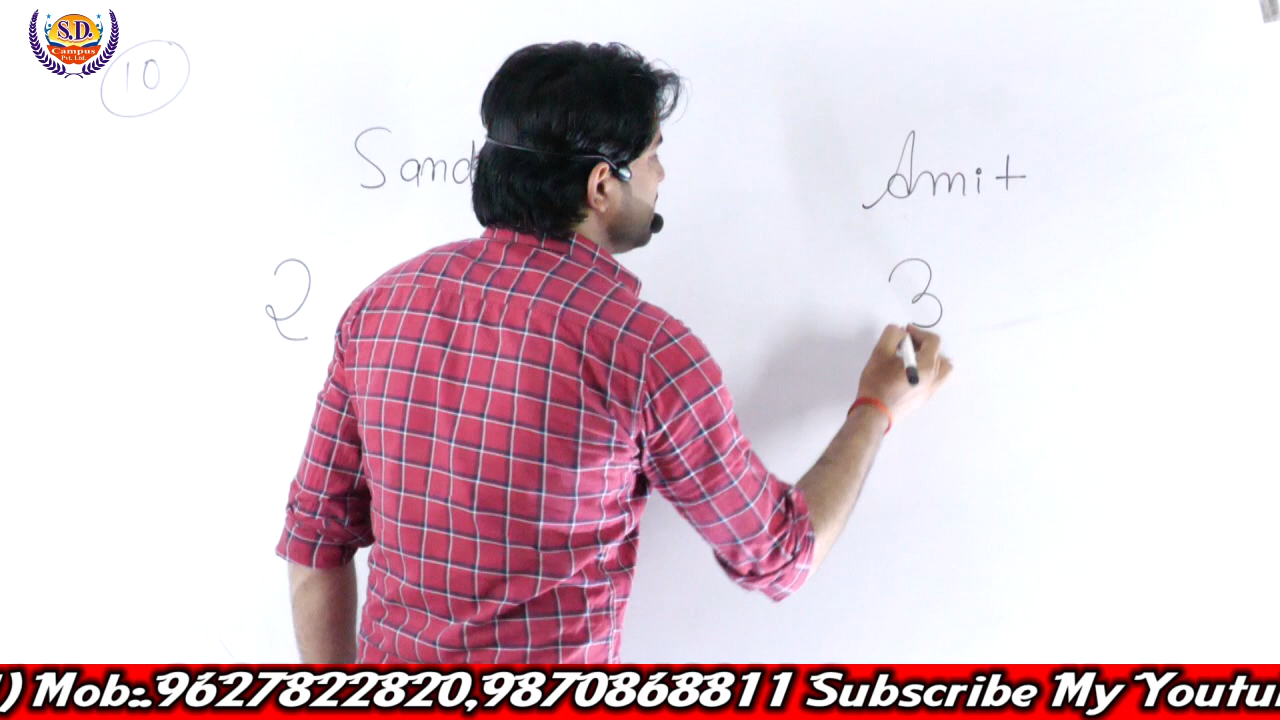 S.D.
Campus
Pvt. Ltd.
10
Sand
Amit
2
3
) Mob:.9627822820,9870868811 Subscribe My Youtu